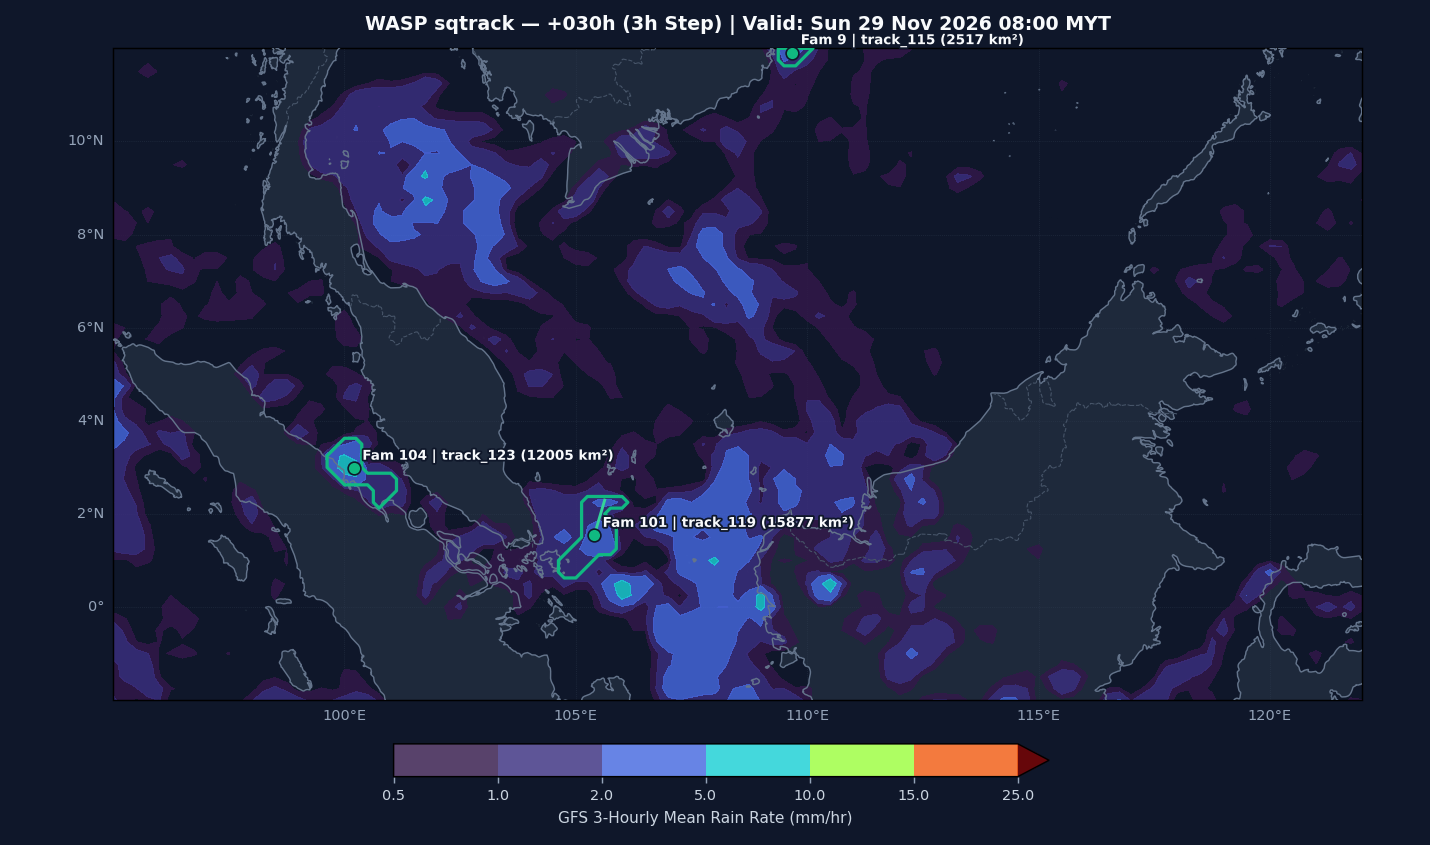 WASP sqtrack — +030h (3h Step) | Valid: Sun 29 Nov 2026 08:00 MYT
Fam 9 | track_115 (2517 km²)
10°N
8°N
6°N
4°N
Fam 104 | track_123 (12005 km²)
2°N
Fam 101 | track_119 (15877 km²)
0°
100°E 105°E 110°E 115°E 120°E
0.5 1.0 2.0 5.0 10.0 15.0 25.0
GFS 3-Hourly Mean Rain Rate (mm/hr)